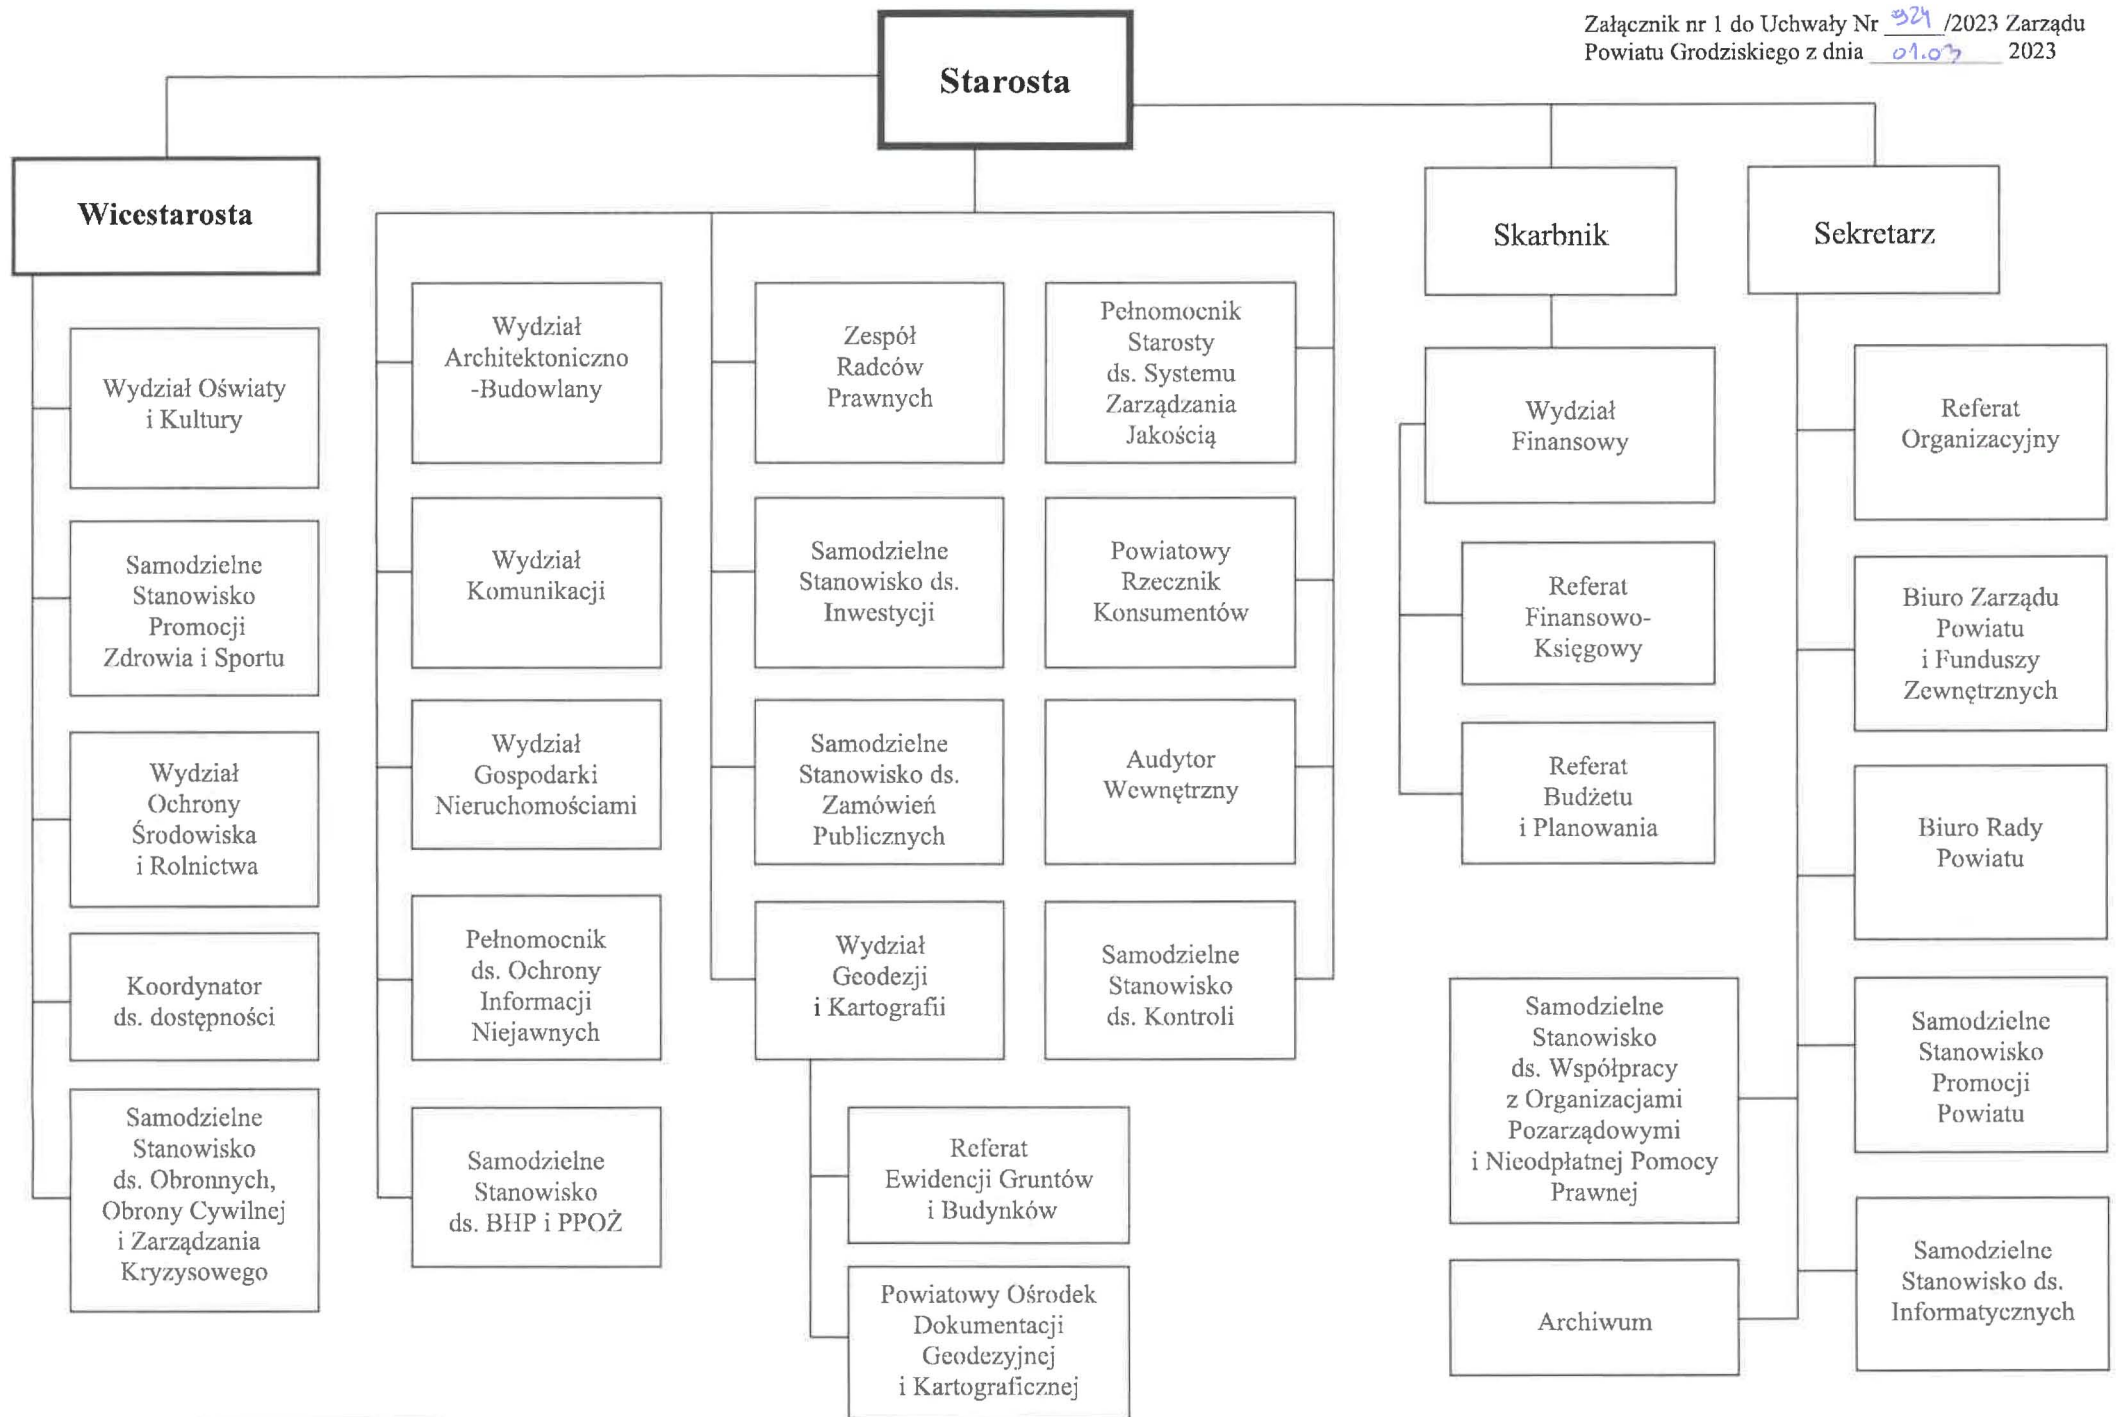 Załącznik nr 1 do Uchwały Nr 924 /2023 Zarządu
Powiatu Grodziskiego z dnia 01.03 2023
Starosta
Wicestarosta
Skarbnik
Sekretarz
Wydział Oświaty
i Kultury
Samodzielne
Stanowisko
Promocji
Zdrowia i Sportu
Wydział
Ochrony
Środowiska
i Rolnictwa
Koordynator
ds. dostępności
Samodzielne
Stanowisko
ds. Obronnych,
Obrony Cywilnej
i Zarządzania
Kryzysowego
Wydział
Architektoniczno
-Budowlany
Wydział
Komunikacji
Wydział
Gospodarki
Nieruchomościami
Pełnomocnik
ds. Ochrony
Informacji
Niejawnych
Samodzielne
Stanowisko
ds. BHP i PPOŻ
Zespół
Radców
Prawnych
Samodzielne
Stanowisko ds.
Inwestycji
Samodzielne
Stanowisko ds.
Zamówień
Publicznych
Wydział
Geodezji
i Kartografii
Referat
Ewidencji Gruntów
i Budynków
Powiatowy Ośrodek
Dokumentacji
Geodezyjnej
i Kartograficznej
Pełnomocnik
Starosty
ds. Systemu
Zarządzania
Jakością
Powiatowy
Rzecznik
Konsumentów
Audytor
Wewnętrzny
Samodzielne
Stanowisko
ds. Kontroli
Wydział
Finansowy
Referat
Finansowo-
Księgowy
Referat
Budżetu
i Planowania
Referat
Organizacyjny
Biuro Zarządu
Powiatu
i Funduszy
Zewnętrznych
Biuro Rady
Powiatu
Samodzielne
Stanowisko
Promocji
Powiatu
Samodzielne
Stanowisko ds.
Informatycznych
Samodzielne
Stanowisko
ds. Współpracy
z Organizacjami
Pozarządowymi
i Nieodpłatnej Pomocy
Prawnej
Archiwum